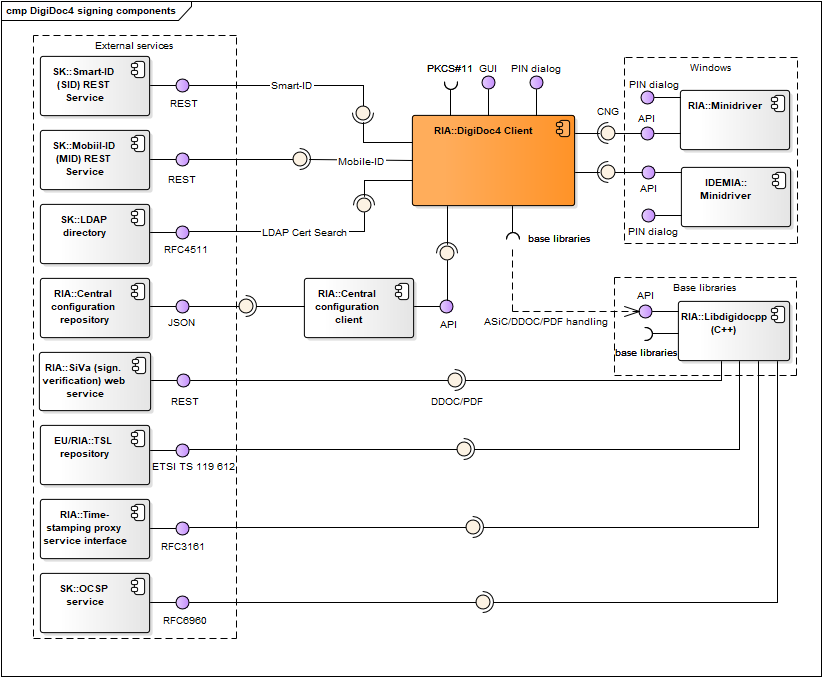 cmp DigiDoc4 signing components
External services
SK::Smart-ID
(SID) REST
Service
REST
Smart-ID
SK::Mobiil-ID
(MID) REST
Service
REST
Mobile-ID
SK::LDAP
directory
RFC4511
LDAP Cert Search
RIA::Central
configuration
repository
JSON
RIA::Central
configuration
client
API
RIA::SiVa (sign.
verification) web
service
REST
DDOC/PDF
EU/RIA::TSL
repository
ETSI TS 119 612
RIA::Time-
stamping proxy
service interface
RFC3161
SK::OCSP
service
RFC6960
PKCS#11
GUI
PIN dialog
RIA::DigiDoc4 Client
CNG
base libraries
ASiC/DDOC/PDF handling
Windows
PIN dialog
API
RIA::Minidriver
API
IDEMIA::
Minidriver
PIN dialog
Base libraries
API
RIA::Libdigidocpp
(C++)
base libraries